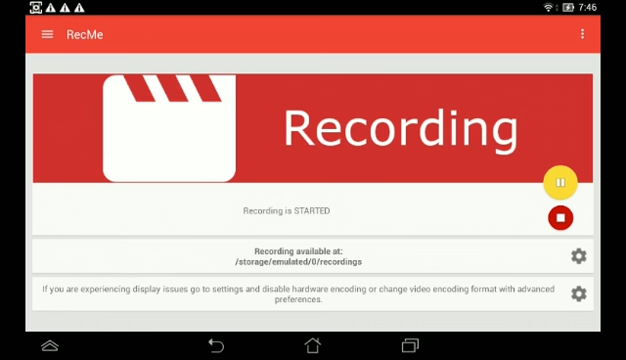 7:46
RecMe
Recording
Recording is STARTED
Recording available at:
/storage/emulated/0/recordings
If you are experiencing display issues go to settings and disable hardware encoding or change video encoding format with advanced
preferences.